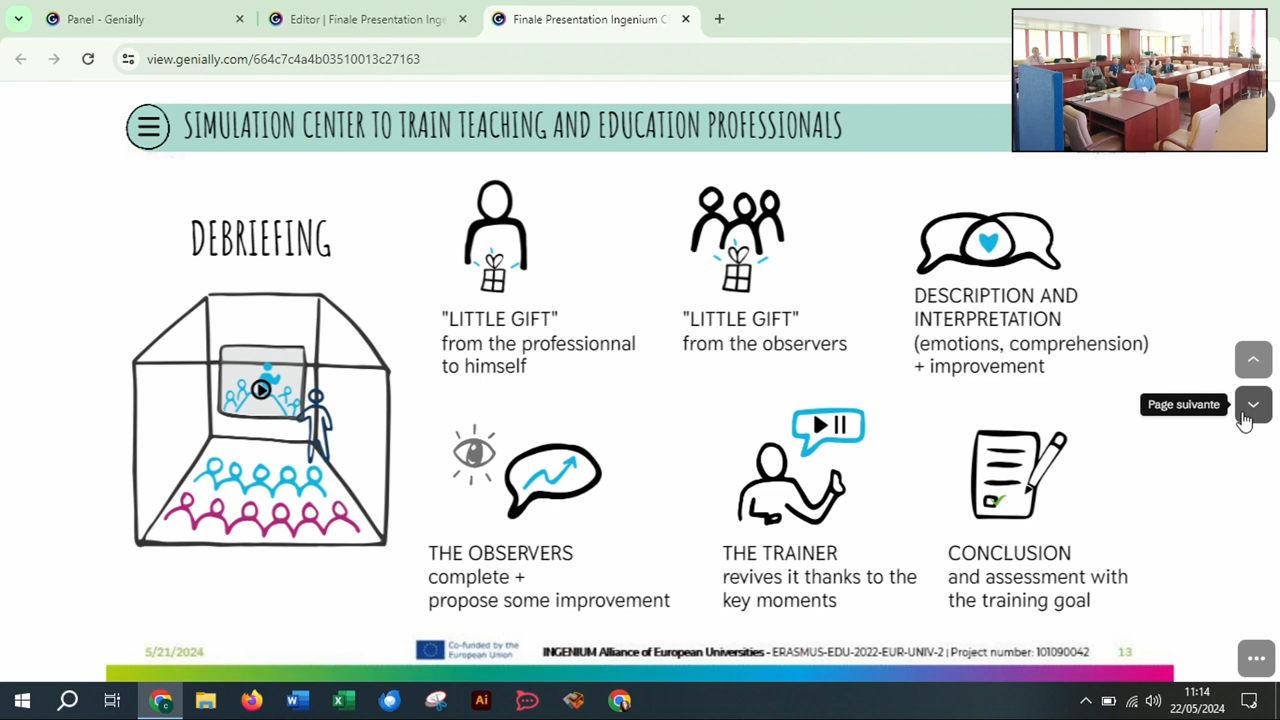 Panel - Genially
Editor | Finale Presentation Inge
Finale Presentation Ingenium C
view.genially.com/664c7c4a4b03510013c27163
SIMULATION CENTER TO TRAIN TEACHING AND EDUCATION PROFESSIONALS
DEBRIEFING
"LITTLE GIFT"
from the professionnal
to himself
"LITTLE GIFT"
from the observers
DESCRIPTION AND
INTERPRETATION
(emotions, comprehension)
+ improvement
Page suivante
THE OBSERVERS
complete +
propose some improvement
THE TRAINER
revives it thanks to the
key moments
CONCLUSION
and assessment with
the training goal
5/21/2024
Co-funded by the
European Union
INGENIUM Alliance of European Universities - ERASMUS-EDU-2022-EUR-UNIV-2 | Project number: 101090042
13
Ai
11:14
22/05/2024